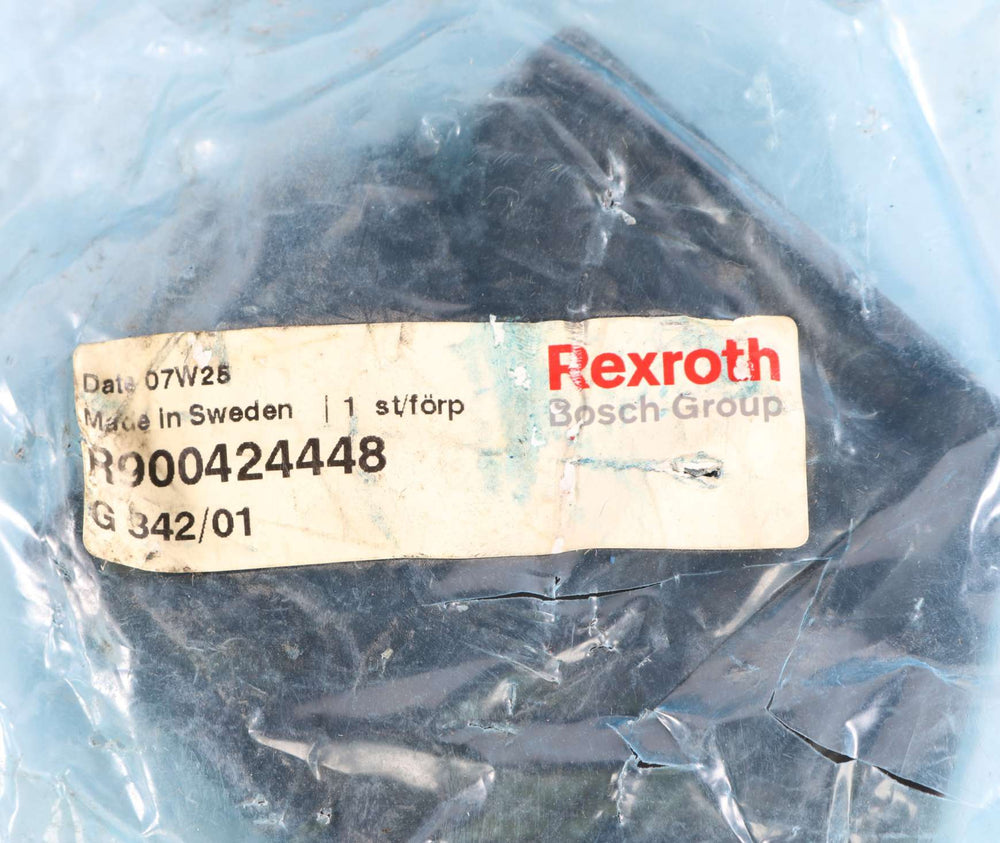 Date 07W25
Made in Sweden | 1 st/förp
R900424448
G 342/01
Rexroth
Bosch Group